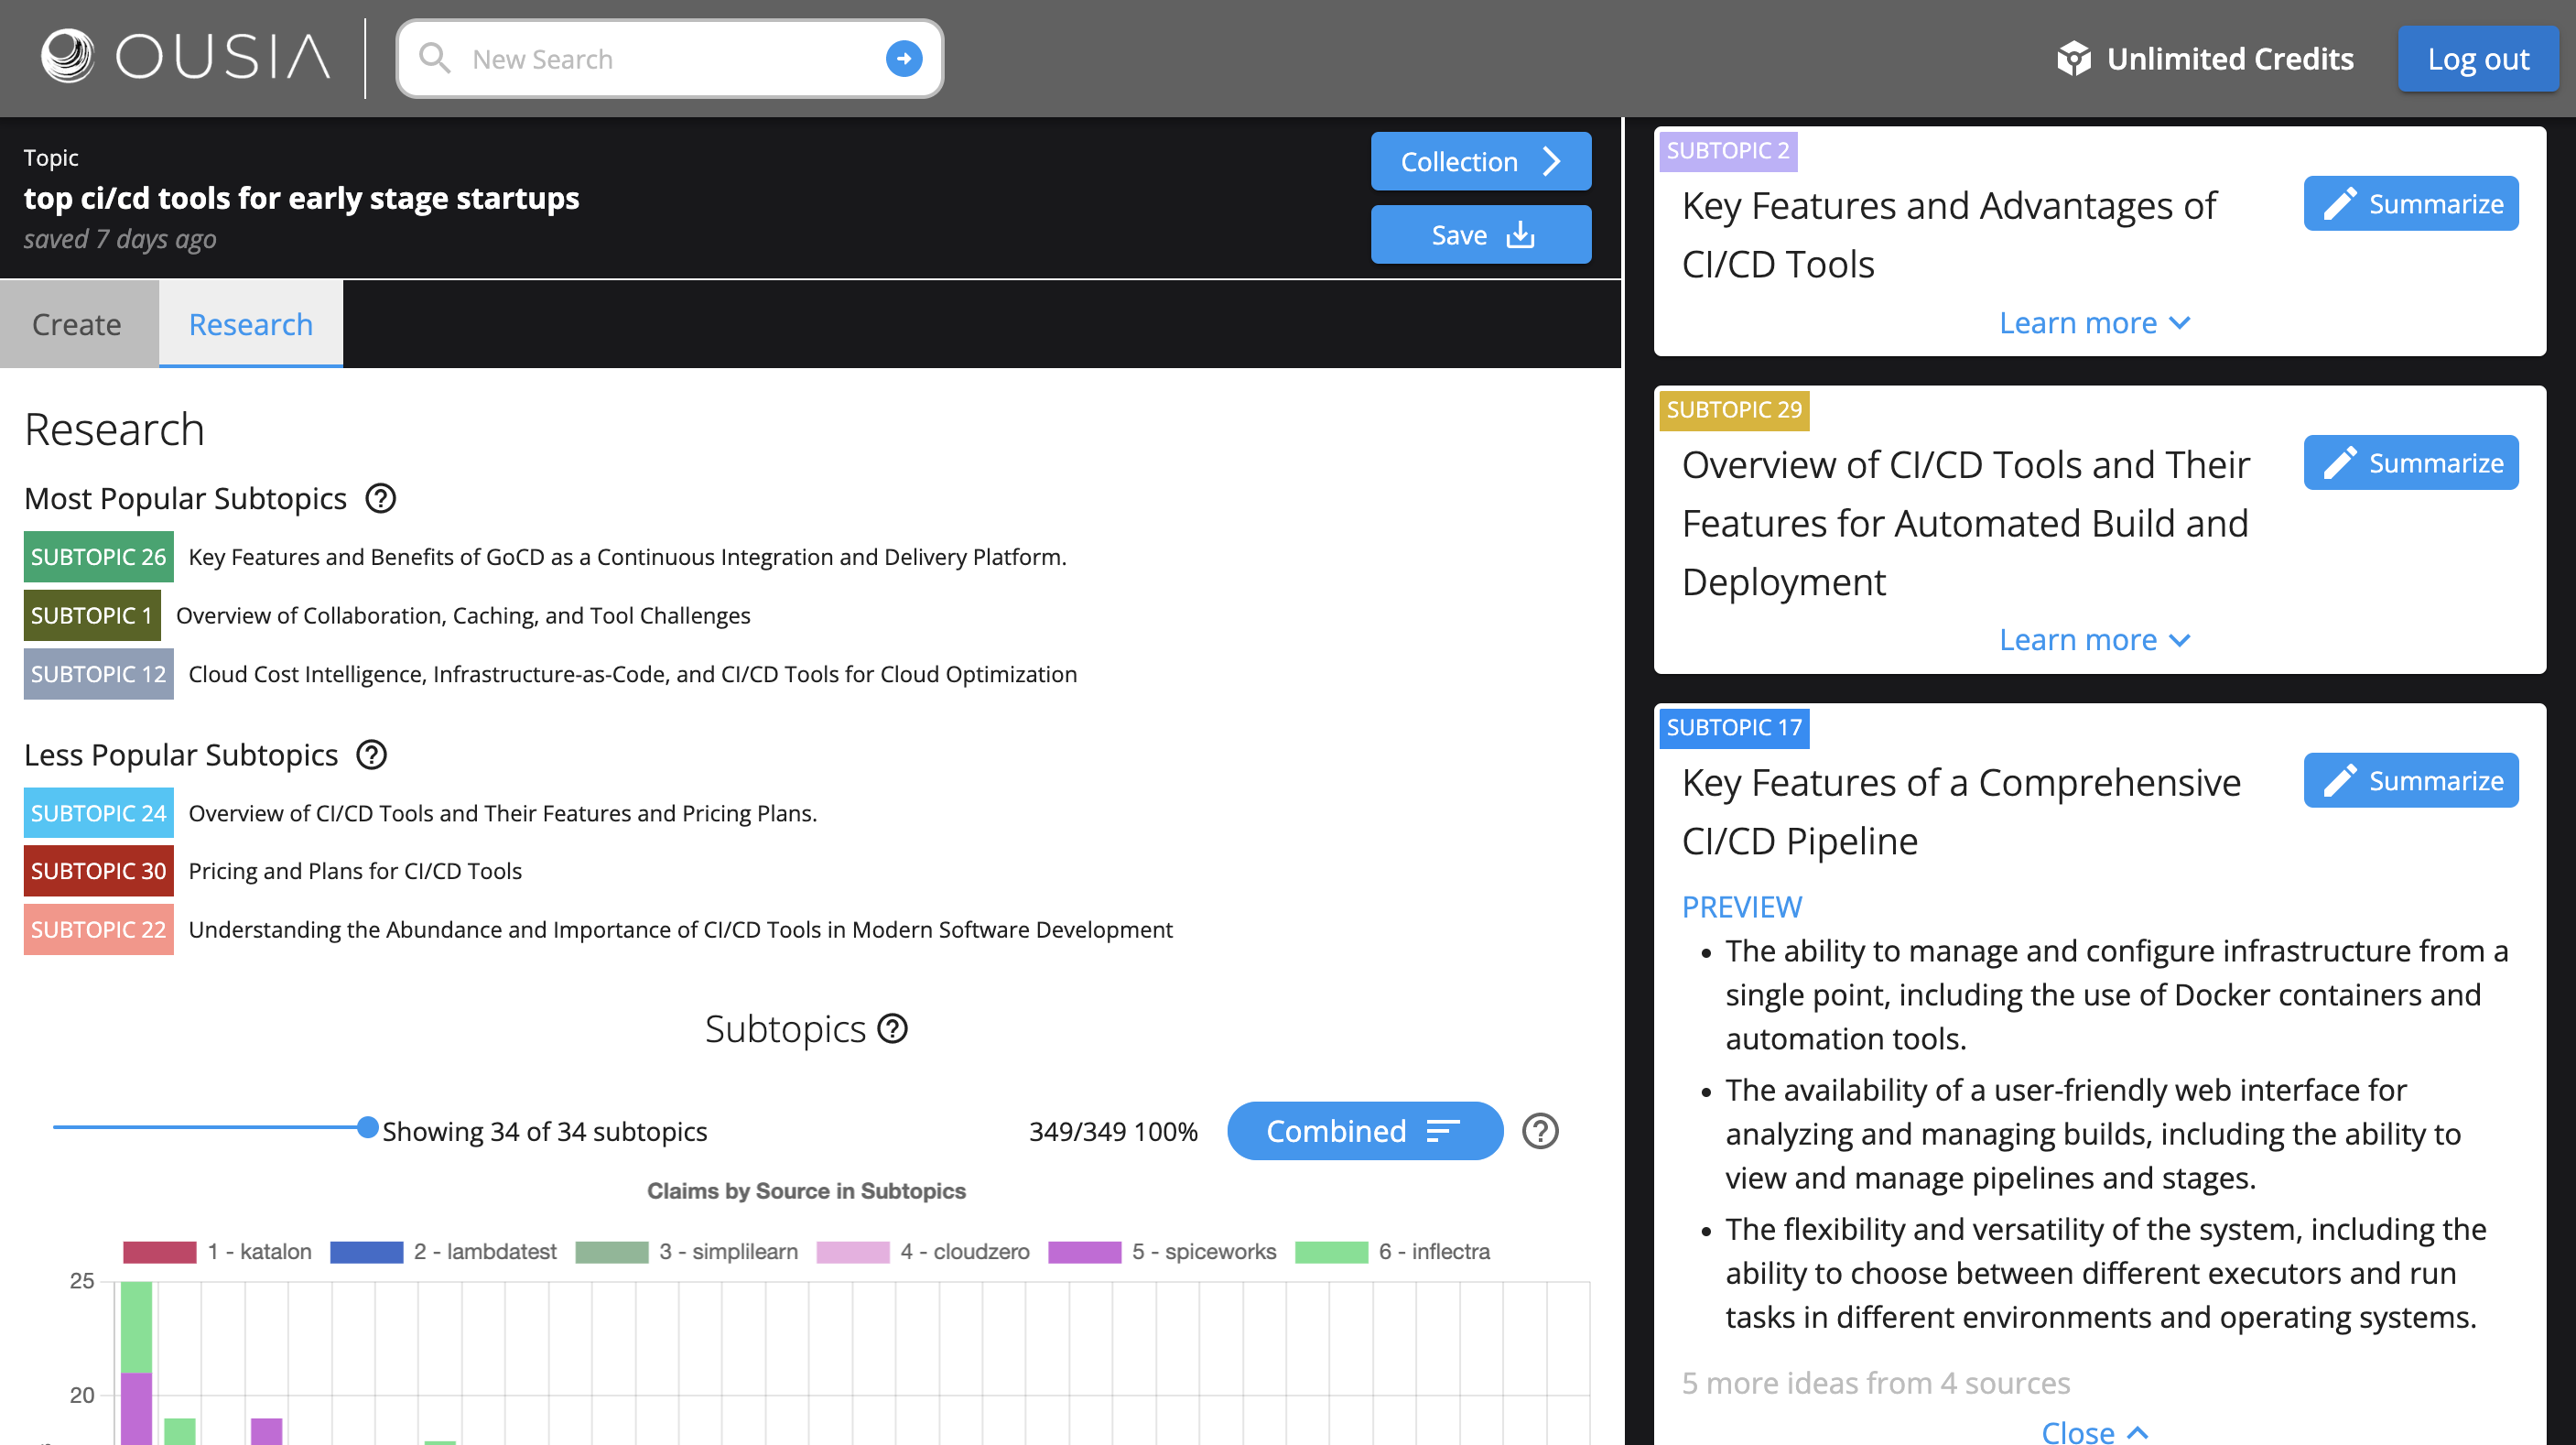 OUSIA
New Search
Unlimited Credits
Log out
Topic
top ci/cd tools for early stage startups
saved 7 days ago
Collection
Save
Create
Research
Research
Most Popular Subtopics
SUBTOPIC 26 Key Features and Benefits of GoCD as a Continuous Integration and Delivery Platform.
SUBTOPIC 1 Overview of Collaboration, Caching, and Tool Challenges
SUBTOPIC 12 Cloud Cost Intelligence, Infrastructure-as-Code, and CI/CD Tools for Cloud Optimization
Less Popular Subtopics
SUBTOPIC 24 Overview of CI/CD Tools and Their Features and Pricing Plans.
SUBTOPIC 30 Pricing and Plans for CI/CD Tools
SUBTOPIC 22 Understanding the Abundance and Importance of CI/CD Tools in Modern Software Development
Subtopics
Showing 34 of 34 subtopics
349/349 100%
Combined
Claims by Source in Subtopics
1 - katalon
2 - lambdatest
3 - simplilearn
4 - cloudzero
5 - spiceworks
6 - inflectra
25
20
SUBTOPIC 2
Key Features and Advantages of
CI/CD Tools
Summarize
Learn more
SUBTOPIC 29
Overview of CI/CD Tools and Their
Features for Automated Build and
Deployment
Summarize
Learn more
SUBTOPIC 17
Key Features of a Comprehensive
CI/CD Pipeline
Summarize
PREVIEW
• The ability to manage and configure infrastructure from a
single point, including the use of Docker containers and
automation tools.
• The availability of a user-friendly web interface for
analyzing and managing builds, including the ability to
view and manage pipelines and stages.
• The flexibility and versatility of the system, including the
ability to choose between different executors and run
tasks in different environments and operating systems.
5 more ideas from 4 sources
Close